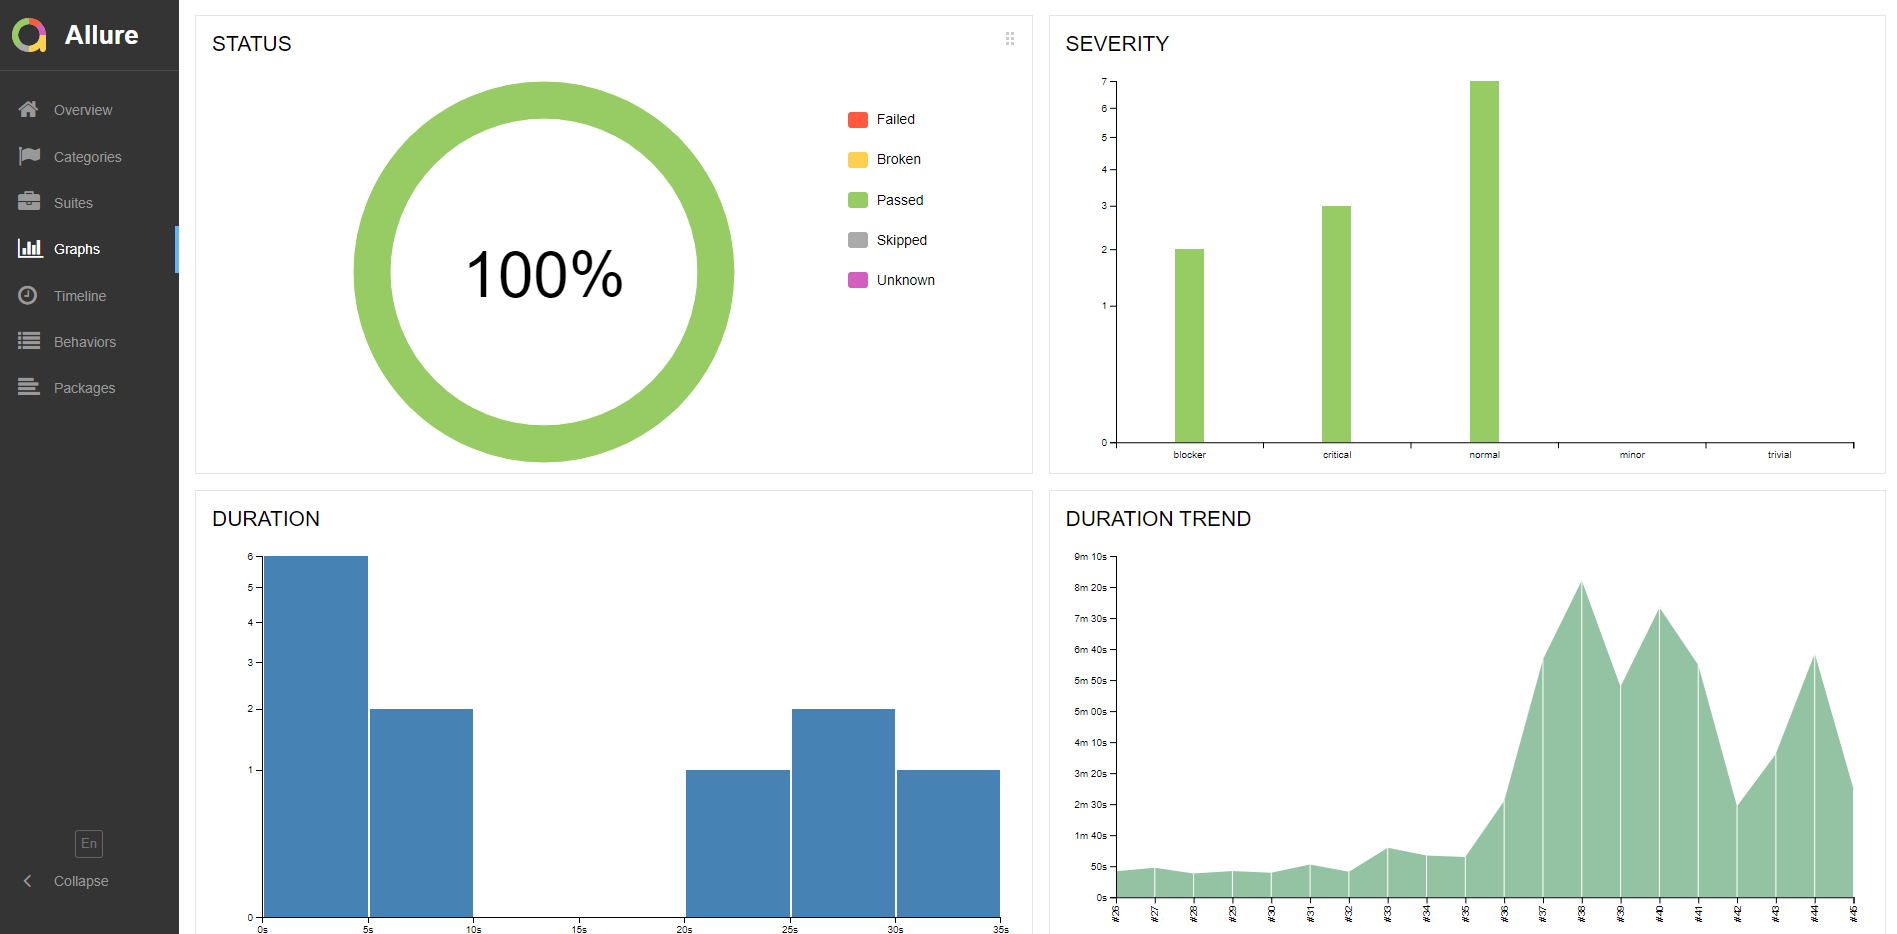 Allure
Overview
Categories
Suites
Graphs
Timeline
Behaviors
Packages
En
Collapse
STATUS
100%
Failed
Broken
Passed
Skipped
Unknown
SEVERITY
7
6
5
4
3
2
1
0
blocker critical normal minor trivial
DURATION
6
5
4
3
2
1
0
0s 5s 10s 15s 20s 25s 30s 35s
DURATION TREND
9m 10s
8m 20s
7m 30s
6m 40s
5m 50s
5m 00s
4m 10s
3m 20s
2m 30s
1m 40s
50s
0s
#26 #27 #28 #29 #30 #31 #32 #33 #34 #35 #36 #37 #38 #39 #40 #41 #42 #43 #44 #45